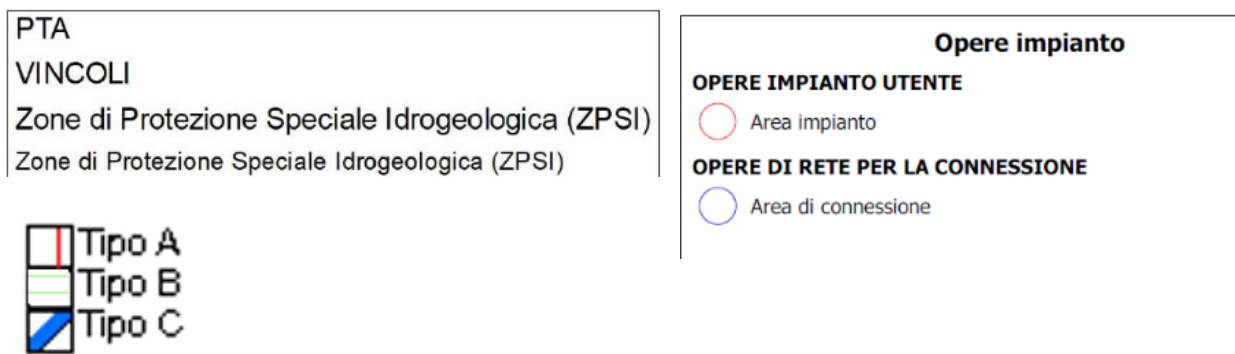 PTA
VINCOLI
Zone di Protezione Speciale Idrogeologica (ZPSI)
Zone di Protezione Speciale Idrogeologica (ZPSI)
Tipo A
Tipo B
Tipo C
Opere impianto
OPERE IMPIANTO UTENTE
Area impianto
OPERE DI RETE PER LA CONNESSIONE
Area di connessione